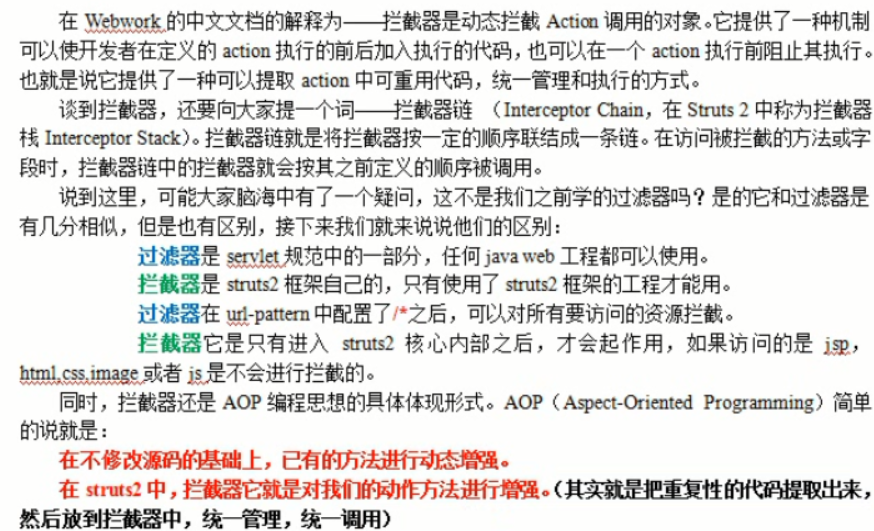 在 Webwork 的中文文档的解释为——拦截器是动态拦截 Action 调用的对象。它提供了一种机制
可以使开发者在定义的 action 执行的前后加入执行的代码，也可以在一个 action 执行前阻止其执行。
也就是说它提供了一种可以提取 action 中可重用代码，统一管理和执行的方式。
谈到拦截器，还要向大家提一个词——拦截器链 （Interceptor Chain，在 Struts 2 中称为拦截器
栈 Interceptor Stack）。拦截器链就是将拦截器按一定的顺序联结成一条链。在访问被拦截的方法或字
段时，拦截器链中的拦截器就会按其之前定义的顺序被调用。
说到这里，可能大家脑海中有了一个疑问，这不是我们之前学的过滤器吗？是的它和过滤器是
有几分相似，但是也有区别，接下来我们就来说说他们的区别：
过滤器是 servlet 规范中的一部分，任何 java web 工程都可以使用。
拦截器是 struts2 框架自己的，只有使用了 struts2 框架的工程才能用。
过滤器在 url-pattern 中配置了/*之后，可以对所有要访问的资源拦截。
拦截器它是只有进入 struts2 核心内部之后，才会起作用，如果访问的是 jsp，
html,css,image 或者 js 是不会进行拦截的。
同时，拦截器还是 AOP 编程思想的具体体现形式。AOP（Aspect-Oriented Programming）简单
的说就是：
在不修改源码的基础上，已有的方法进行动态增强。
在 struts2 中，拦截器它就是对我们的动作方法进行增强。（其实就是把重复性的代码提取出来，
然后放到拦截器中，统一管理，统一调用）